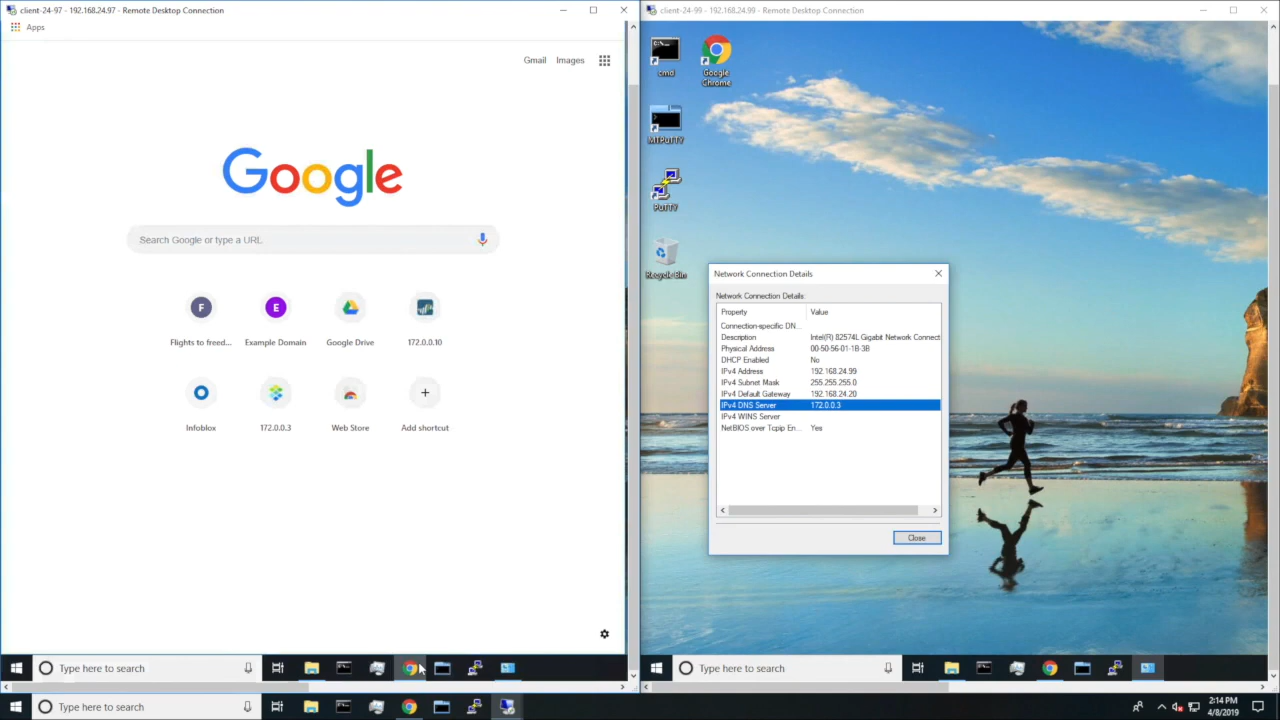 client-24-97 - 192.168.24.97 - Remote Desktop Connection
Apps
Gmail Images
Google
Search Google or type a URL
F E
Flights to freed... Example Domain Google Drive 172.0.0.10
Infoblox 172.0.0.3 Web Store Add shortcut
Type here to search
client-24-99 - 192.168.24.99 - Remote Desktop Connection
cmd
Google
Chrome
MTPuTTY
PuTTY
Recycle Bin
Network Connection Details
Network Connection Details:
Property Value
Connection-specific DN...
Description Intel(R) 82574L Gigabit Network Connect
Physical Address 00-50-56-01-1B-3B
DHCP Enabled No
IPv4 Address 192.168.24.99
IPv4 Subnet Mask 255.255.255.0
IPv4 Default Gateway 192.168.24.20
IPv4 DNS Server 172.0.0.3
IPv4 WINS Server
NetBIOS over Tcpip En... Yes
Close
Type here to search
Type here to search
2:14 PM
4/8/2019